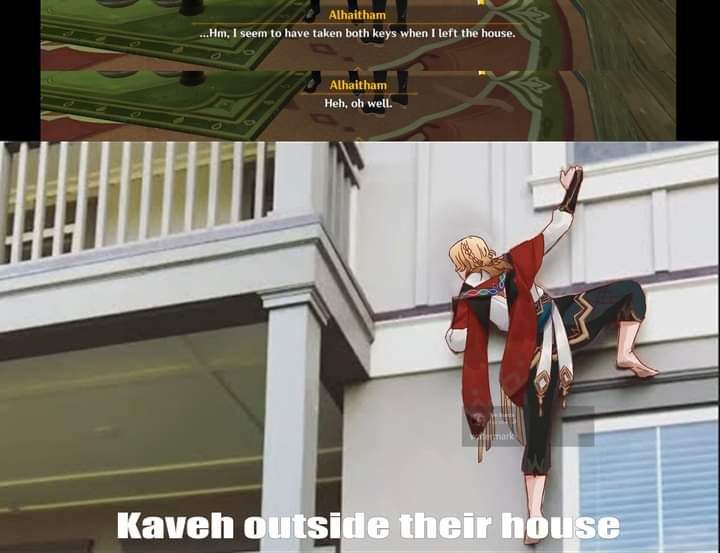 Alhaitham
...Hm, I seem to have taken both keys when I left the house.
Alhaitham
Heh, oh well.
Kaveh outside their house